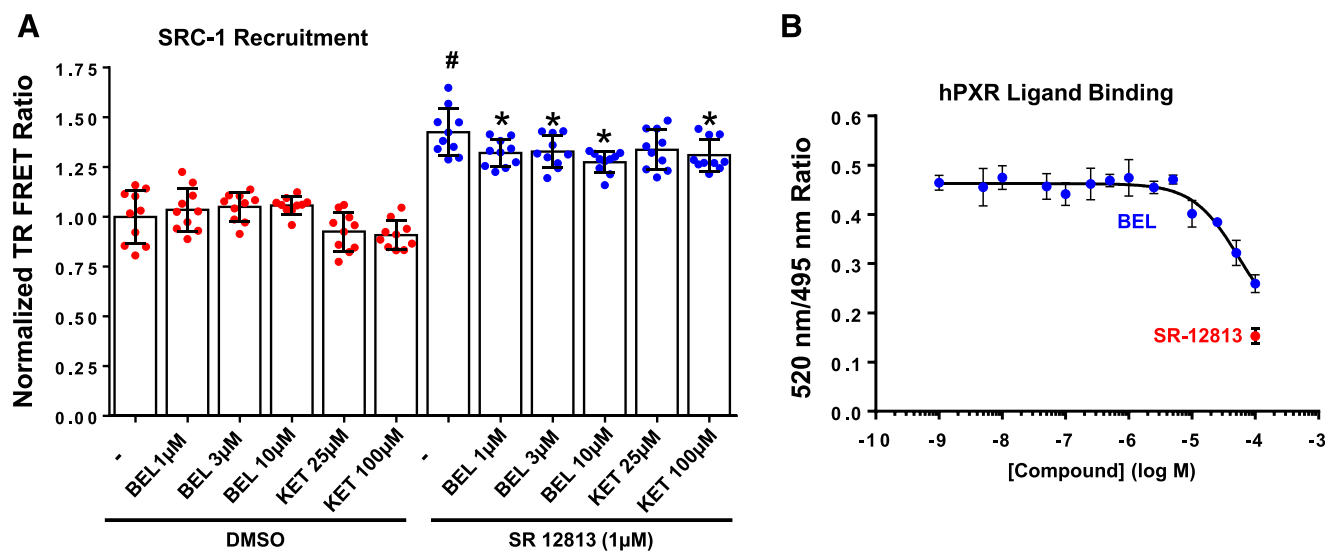 A
SRC-1 Recruitment
Normalized TR FRET Ratio
1.75
1.50
1.25
1.00
0.75
0.50
0.25
0.00
#
*
*
*
*
-
BEL 1µM
BEL 3µM
BEL 10µM
KET 25µM
KET 100µM
-
BEL 1µM
BEL 3µM
BEL 10µM
KET 25µM
KET 100µM
DMSO
SR 12813 (1µM)
B
hPXR Ligand Binding
520 nm/495 nm Ratio
0.6
0.5
0.4
0.3
0.2
0.1
0.0
BEL
SR-12813
-10
-9
-8
-7
-6
-5
-4
-3
[Compound] (log M)